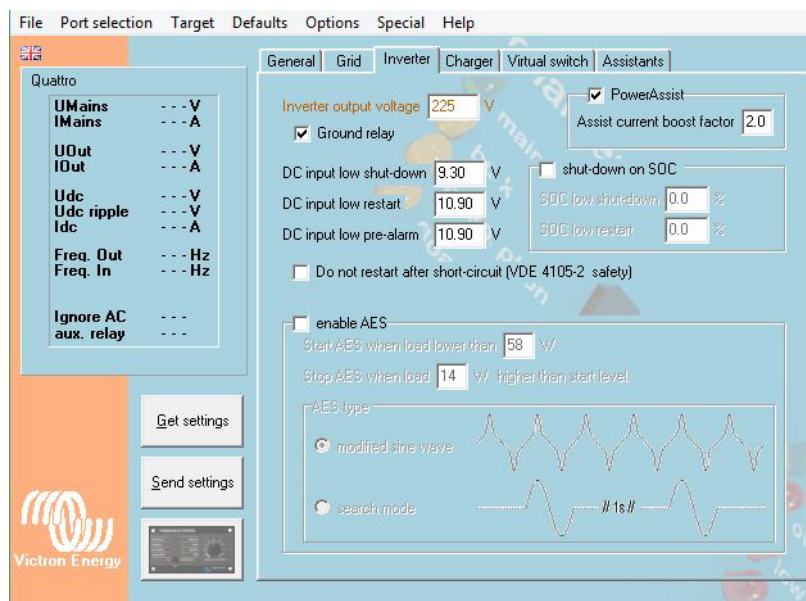 File Port selection Target Defaults Options Special Help
Quattro
UMains - - - V
IMains - - - A
UOut - - - V
IOut - - - A
Udc - - - V
Udc ripple - - - V
Idc - - - A
Freq. Out - - - Hz
Freq. In - - - Hz
Ignore AC - - -
aux. relay - - -
Get settings
Send settings
Victron Energy
General Grid Inverter Charger Virtual switch Assistants
Inverter output voltage 225 V
Ground relay
PowerAssist
Assist current boost factor 2.0
DC input low shut-down 9.30 V
DC input low restart 10.90 V
DC input low pre-alarm 10.90 V
shut-down on SOC
SOC low shut-down 0.0 %
SOC low restart 0.0 %
Do not restart after short-circuit (VDE 4105-2 safety)
enable AES
Start AES when load lower than 58 W
Stop AES when load 14 W higher than start level.
AES type
modified sine wave
search mode
// 1s //